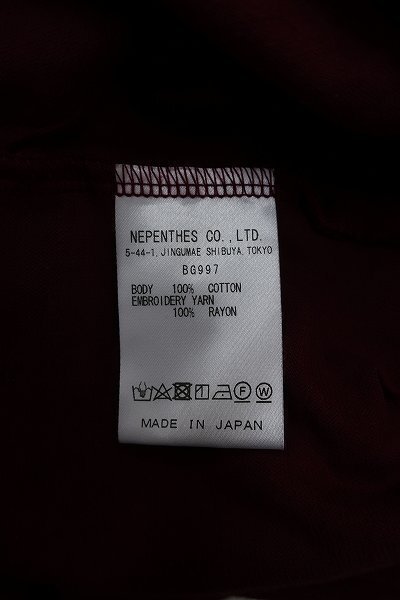 NEPENTHES CO.,LTD.
5-44-1, JINGUMAE SHIBUYA, TOKYO
BG997
BODY 100% COTTON
EMBROIDERY YARN
100% RAYON
F W
MADE IN JAPAN